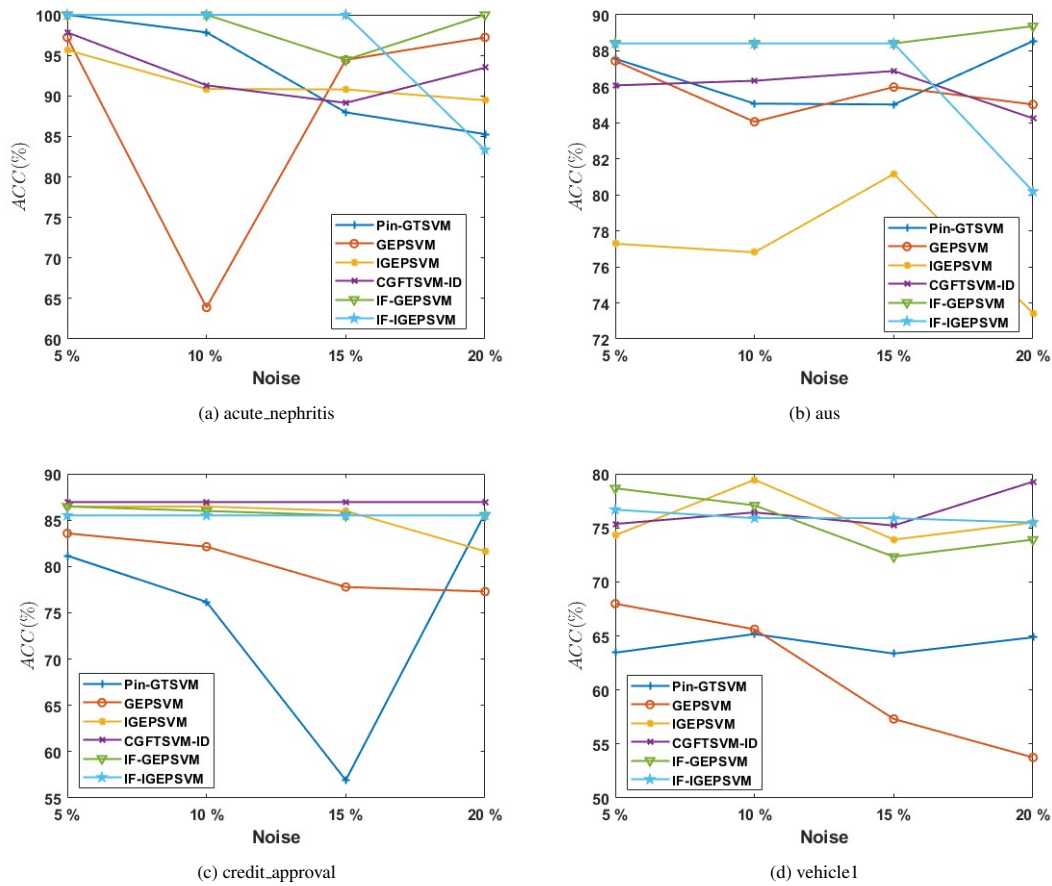 100
95
90
85
80
75
70
65
60
ACC(%)
5 %
10 %
15 %
20 %
Noise
Pin-GTSVM
GEPSVM
IGEPSVM
CGFTSVM-ID
IF-GEPSVM
IF-IGEPSVM
(a) acute_nephritis
90
88
86
84
82
80
78
76
74
72
ACC(%)
5 %
10 %
15 %
20 %
Noise
Pin-GTSVM
GEPSVM
IGEPSVM
CGFTSVM-ID
IF-GEPSVM
IF-IGEPSVM
(b) aus
90
85
80
75
70
65
60
55
ACC(%)
5 %
10 %
15 %
20 %
Noise
Pin-GTSVM
GEPSVM
IGEPSVM
CGFTSVM-ID
IF-GEPSVM
IF-IGEPSVM
(c) credit_approval
80
75
70
65
60
55
50
ACC(%)
5 %
10 %
15 %
20 %
Noise
Pin-GTSVM
GEPSVM
IGEPSVM
CGFTSVM-ID
IF-GEPSVM
IF-IGEPSVM
(d) vehicle1